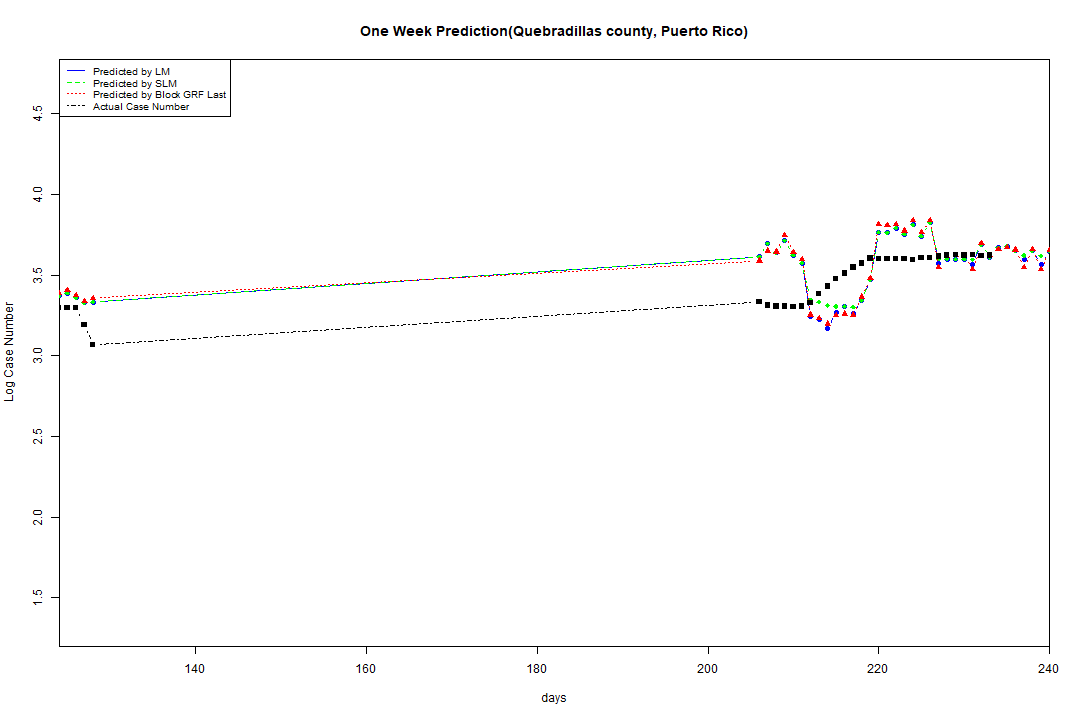 One Week Prediction(Quebradillas county, Puerto Rico)
Predicted by LM
Predicted by SLM
Predicted by Block GRF Last
Actual Case Number
4.5
4.0
3.5
3.0
2.5
2.0
1.5
Log Case Number
140 160 180 200 220 240
days